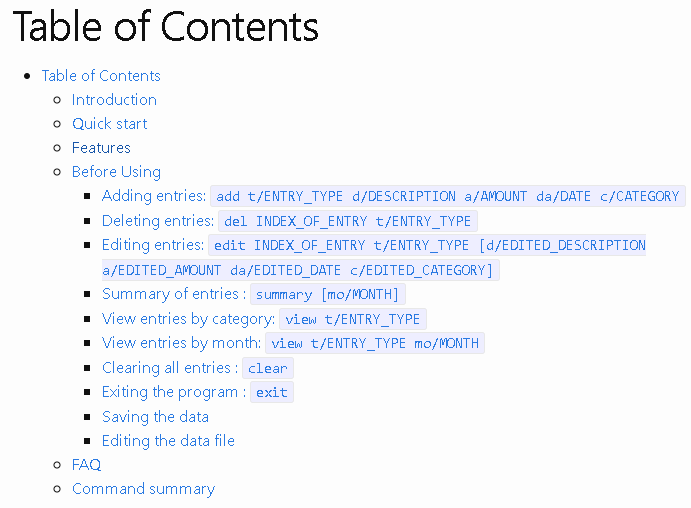 Table of Contents
Table of Contents
Introduction
Quick start
Features
Before Using
Adding entries: add t/ENTRY_TYPE d/DESCRIPTION a/AMOUNT da/DATE c/CATEGORY
Deleting entries: del INDEX_OF_ENTRY t/ENTRY_TYPE
Editing entries: edit INDEX_OF_ENTRY t/ENTRY_TYPE [d/EDITED_DESCRIPTION
a/EDITED_AMOUNT da/EDITED_DATE c/EDITED_CATEGORY]
Summary of entries : summary [mo/MONTH]
View entries by category: view t/ENTRY_TYPE
View entries by month: view t/ENTRY_TYPE mo/MONTH
Clearing all entries : clear
Exiting the program : exit
Saving the data
Editing the data file
FAQ
Command summary